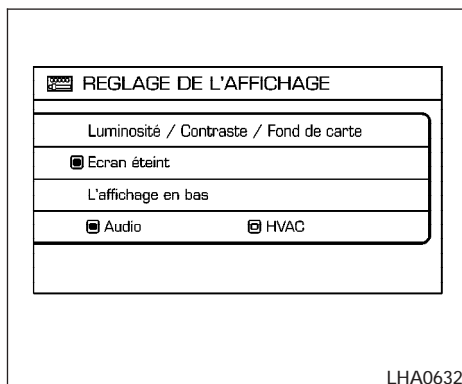 REGLAGE DE L'AFFICHAGE
Luminosité / Contraste / Fond de carte
Ecran éteint
L'affichage en bas
Audio HVAC
LHA0632